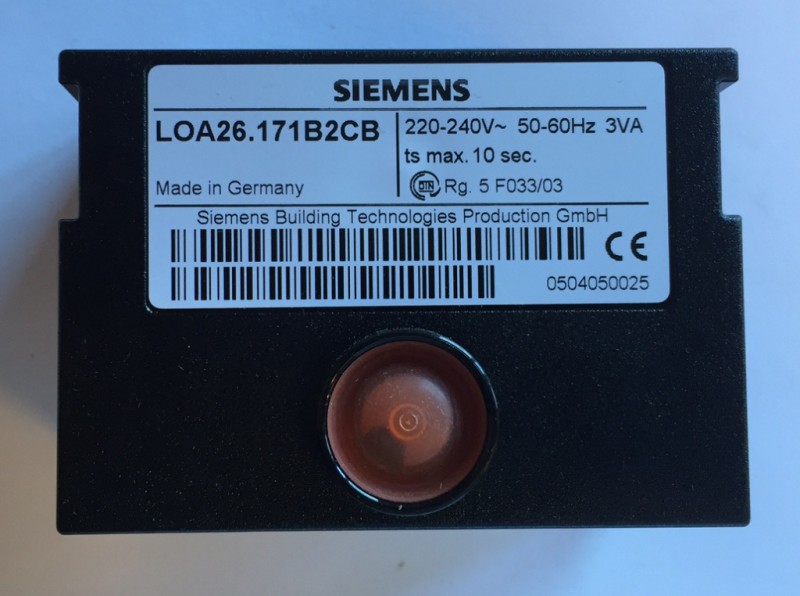 SIEMENS
LOA26.171B2CB
220-240V~ 50-60Hz 3VA
ts max. 10 sec.
Made in Germany
DIN Rg. 5 F033/03
Siemens Building Technologies Production GmbH
CE
0504050025